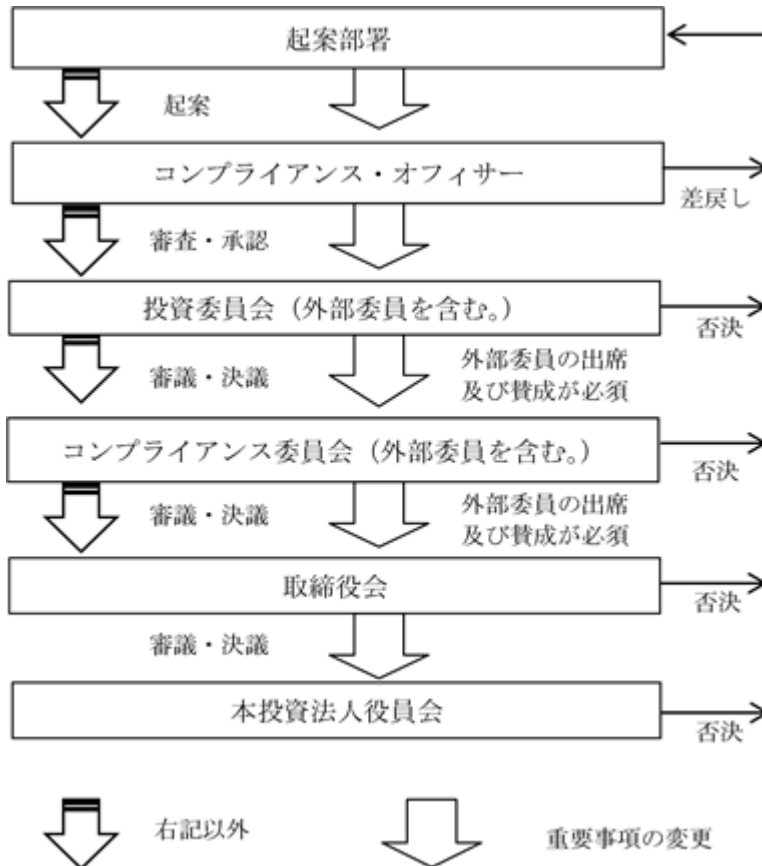 起案部署
起案
コンプライアンス・オフィサー
差戻し
審査・承認
投資委員会（外部委員を含む。）
否決
審議・決議
外部委員の出席
及び賛成が必須
コンプライアンス委員会（外部委員を含む。）
否決
審議・決議
外部委員の出席
及び賛成が必須
取締役会
否決
審議・決議
本投資法人役員会
否決
右記以外
重要事項の変更